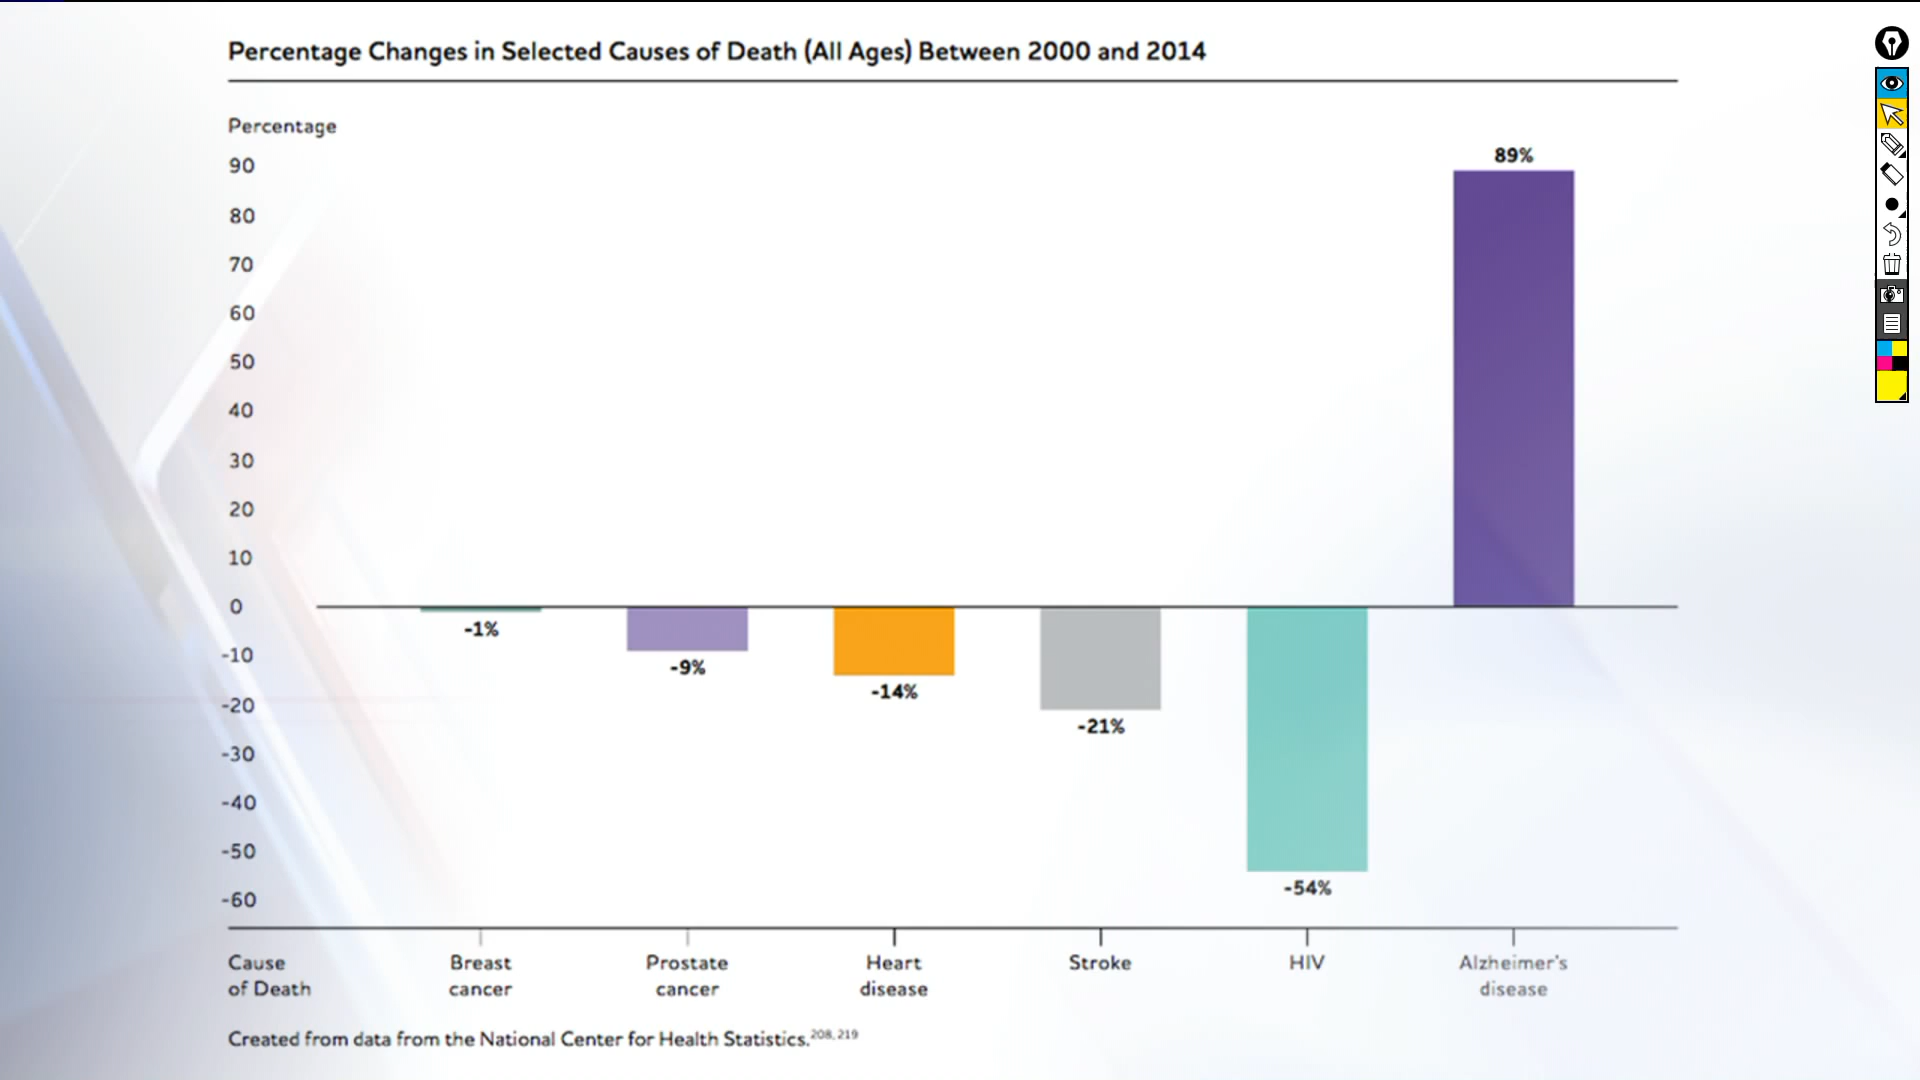 Percentage Changes in Selected Causes of Death (All Ages) Between 2000 and 2014
Percentage
90
80
70
60
50
40
30
20
10
0
-10
-20
-30
-40
-50
-60
-1%
-9%
-14%
-21%
-54%
89%
Cause
of Death
Breast
cancer
Prostate
cancer
Heart
disease
Stroke
HIV
Alzheimer's
disease
Created from data from the National Center for Health Statistics.208, 219